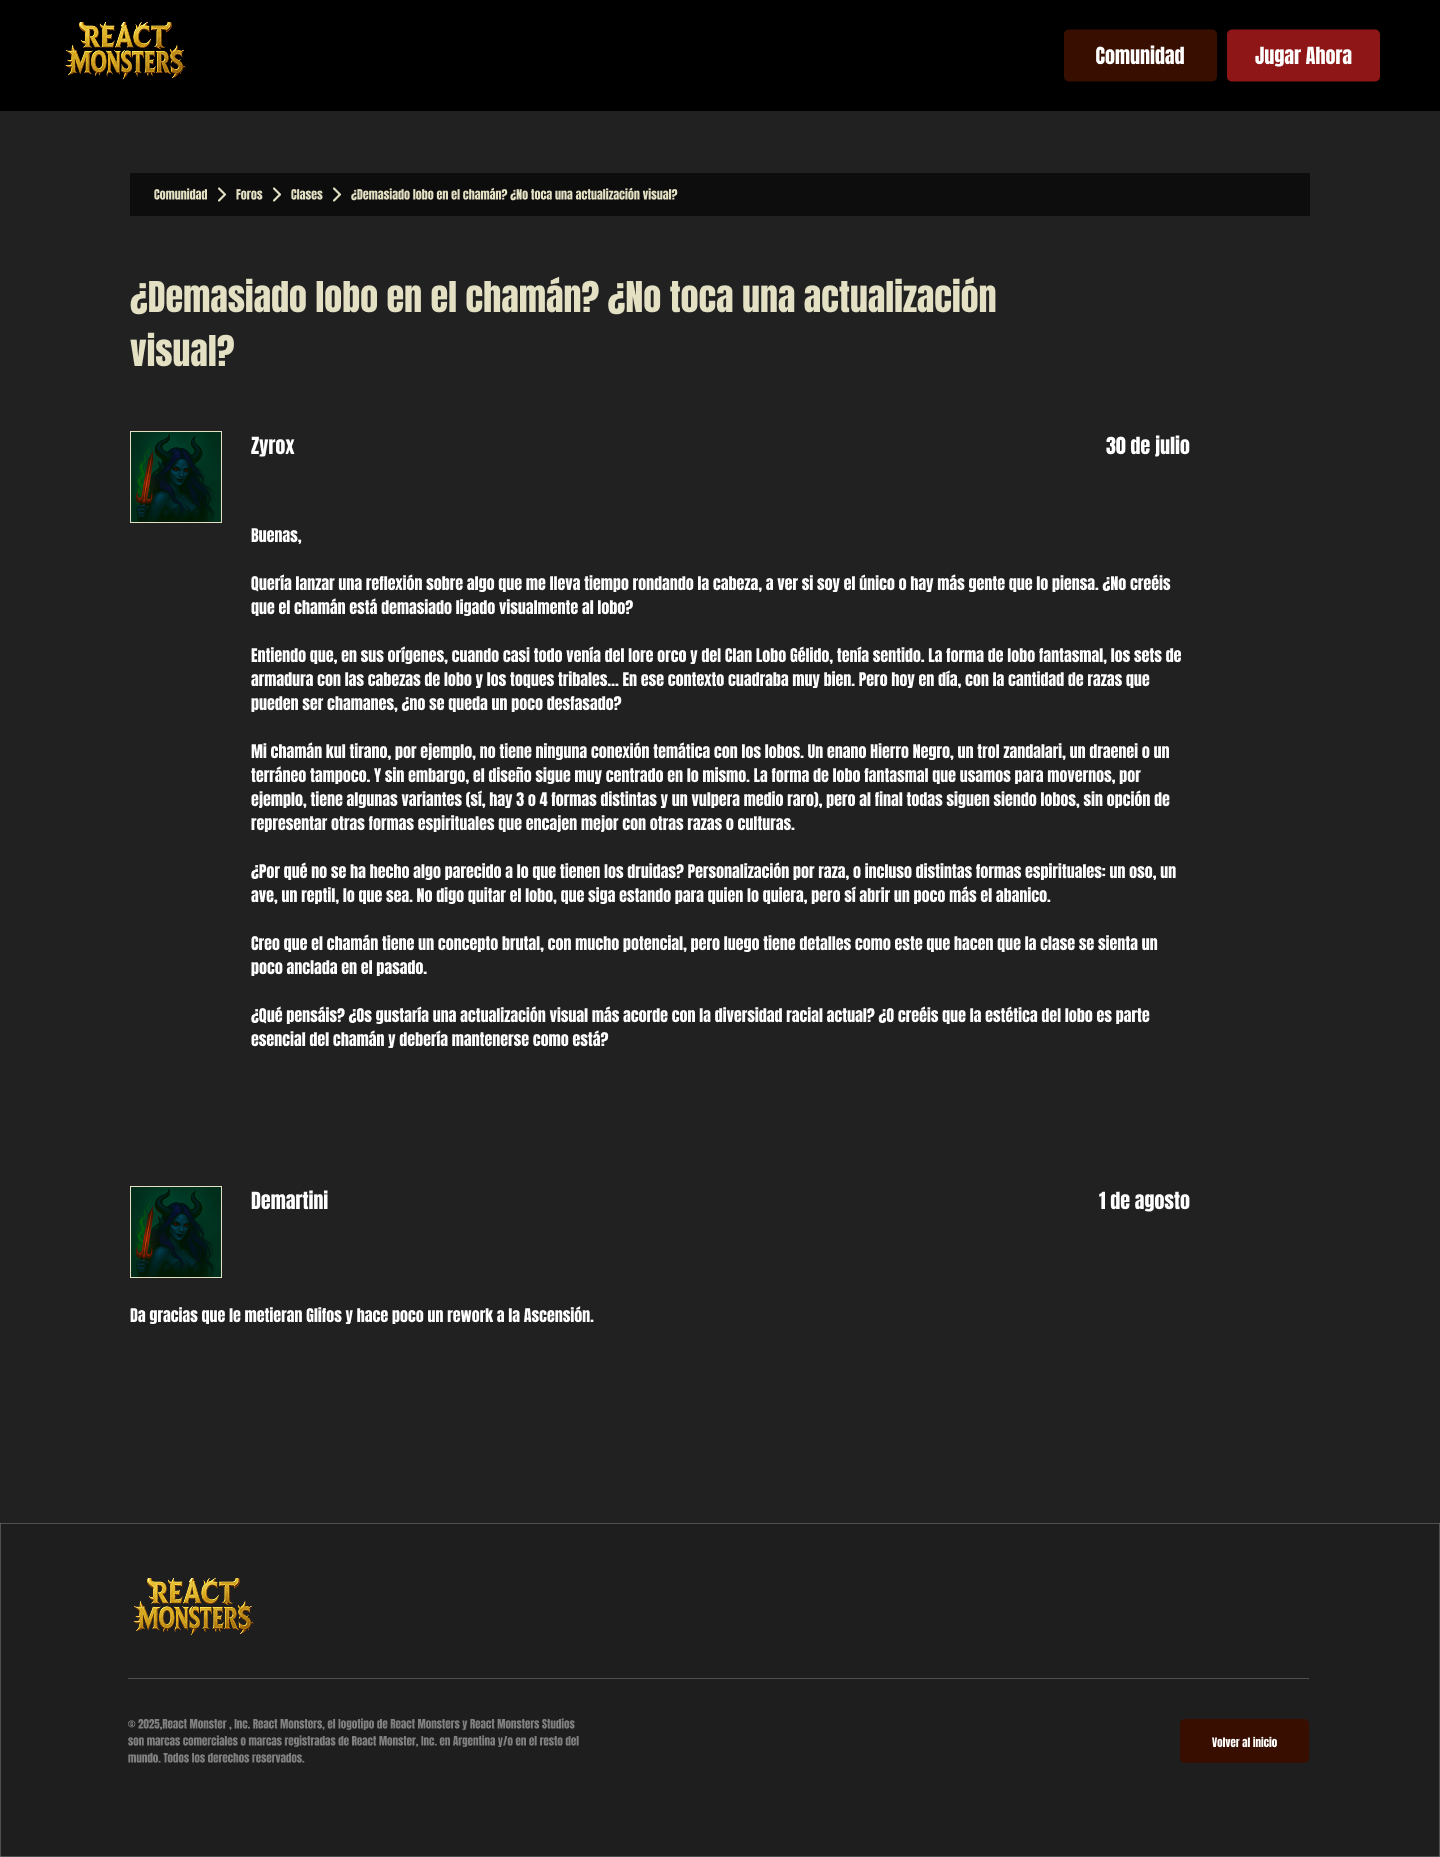 REACT
MONSTERS
Comunidad
Jugar Ahora
Comunidad
Foros
Clases
¿Demasiado lobo en el chamán? ¿No toca una actualización visual?
¿Demasiado lobo en el chamán? ¿No toca una actualización
visual?
Zyrox
30 de julio
Buenas,
Quería lanzar una reflexión sobre algo que me lleva tiempo rondando la cabeza, a ver si soy el único o hay más gente que lo piensa. ¿No creéis
que el chamán está demasiado ligado visualmente al lobo?
Entiendo que, en sus orígenes, cuando casi todo venía del lore orco y del Clan Lobo Gélido, tenía sentido. La forma de lobo fantasmal, los sets de
armadura con las cabezas de lobo y los toques tribales... En ese contexto cuadraba muy bien. Pero hoy en día, con la cantidad de razas que
pueden ser chamanes, ¿no se queda un poco desfasado?
Mi chamán kul tirano, por ejemplo, no tiene ninguna conexión temática con los lobos. Un enano Hierro Negro, un trol zandalari, un draenei o un
terráneo tampoco. Y sin embargo, el diseño sigue muy centrado en lo mismo. La forma de lobo fantasmal que usamos para movernos, por
ejemplo, tiene algunas variantes (sí, hay 3 o 4 formas distintas y un vulpera medio raro), pero al final todas siguen siendo lobos, sin opción de
representar otras formas espirituales que encajen mejor con otras razas o culturas.
¿Por qué no se ha hecho algo parecido a lo que tienen los druidas? Personalización por raza, o incluso distintas formas espirituales: un oso, un
ave, un reptil, lo que sea. No digo quitar el lobo, que siga estando para quien lo quiera, pero sí abrir un poco más el abanico.
Creo que el chamán tiene un concepto brutal, con mucho potencial, pero luego tiene detalles como este que hacen que la clase se sienta un
poco anclada en el pasado.
¿Qué pensáis? ¿Os gustaría una actualización visual más acorde con la diversidad racial actual? ¿O creéis que la estética del lobo es parte
esencial del chamán y debería mantenerse como está?
Demartini
1 de agosto
Da gracias que le metieran Glifos y hace poco un rework a la Ascensión.
REACT
MONSTERS
© 2025,React Monster , Inc. React Monsters, el logotipo de React Monsters y React Monsters Studios
son marcas comerciales o marcas registradas de React Monster, Inc. en Argentina y/o en el resto del
mundo. Todos los derechos reservados.
Volver al inicio